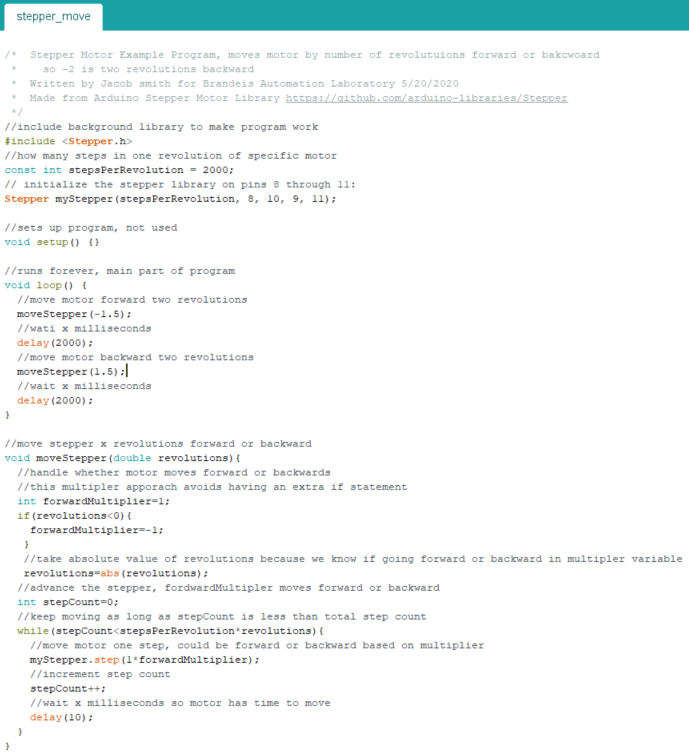 stepper_move
/*  Stepper Motor Example Program, moves motor by number of revolutuions forward or bakcwoard
 *    so -2 is two revolutions backward
 *  Written by Jacob smith for Brandeis Automation Laboratory 5/20/2020
 *  Made from Arduino Stepper Motor Library https://github.com/arduino-libraries/Stepper
 */
//include background library to make program work
#include <Stepper.h>
//how many steps in one revolution of specific motor
const int stepsPerRevolution = 2000;
// initialize the stepper library on pins 8 through 11:
Stepper myStepper(stepsPerRevolution, 8, 10, 9, 11);
//sets up program, not used
void setup() {}
//runs forever, main part of program
void loop() {
  //move motor forward two revolutions
  moveStepper(-1.5);
  //wati x milliseconds
  delay(2000);
  //move motor backward two revolutions
  moveStepper(1.5);
  //wait x milliseconds
  delay(2000);
}
//move stepper x revolutions forward or backward
void moveStepper(double revolutions){
  //handle whether motor moves forward or backwards
  //this multipler apporach avoids having an extra if statement
  int forwardMultiplier=1;
  if(revolutions<0){
    forwardMultiplier=-1;
   }
   //take absolute value of revolutions because we know if going forward or backward in multipler variable
   revolutions=abs(revolutions);
  //advance the stepper, fordwardMultipler moves forward or backward
  int stepCount=0;
  //keep moving as long as stepCount is less than total step count
  while(stepCount<stepsPerRevolution*revolutions){
    //move motor one step, could be forward or backward based on multiplier
    myStepper.step(1*forwardMultiplier);
    //increment step count
    stepCount++;
    //wait x milliseconds so motor has time to move
    delay(10);
  }
}